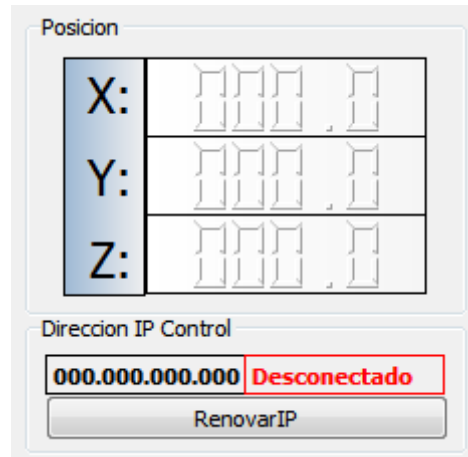 Posicion
X: 000.0
Y: 000.0
Z: 000.0
Direccion IP Control
000.000.000.000 Desconectado
RenovarIP